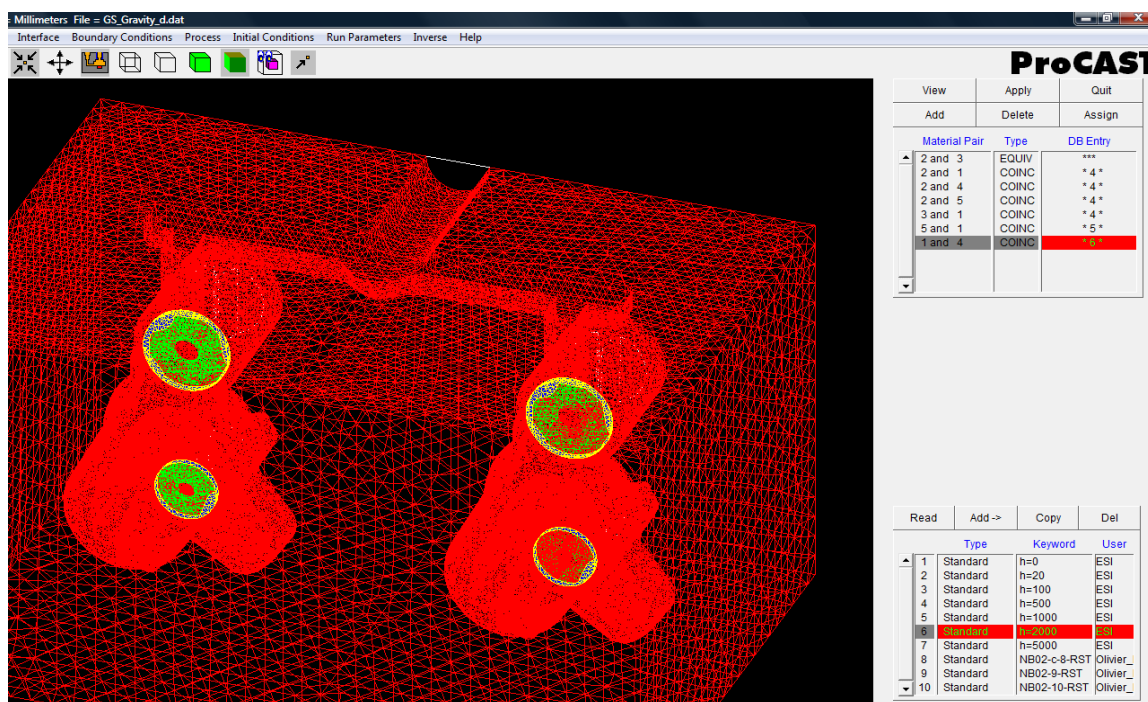 = Millimeters File = GS_Gravity_d.dat
Interface Boundary Conditions Process Initial Conditions Run Parameters Inverse Help
ProCAST
View Apply Quit
Add Delete Assign
Material Pair Type DB Entry
2 and 3 EQUIV ***
2 and 1 COINC * 4 *
2 and 4 COINC * 4 *
2 and 5 COINC * 4 *
3 and 1 COINC * 4 *
5 and 1 COINC * 5 *
1 and 4 COINC * 6 *
Read Add -> Copy Del
Type Keyword User
1 Standard h=0 ESI
2 Standard h=20 ESI
3 Standard h=100 ESI
4 Standard h=500 ESI
5 Standard h=1000 ESI
6 Standard h=2000 ESI
7 Standard h=5000 ESI
8 Standard NB02-c-8-RST Olivier_
9 Standard NB02-9-RST Olivier_
10 Standard NB02-10-RST Olivier_